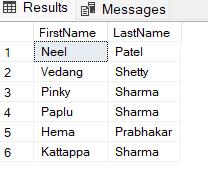 Results Messages
FirstName LastName
1 Neel Patel
2 Vedang Shetty
3 Pinky Sharma
4 Paplu Sharma
5 Hema Prabhakar
6 Kattappa Sharma